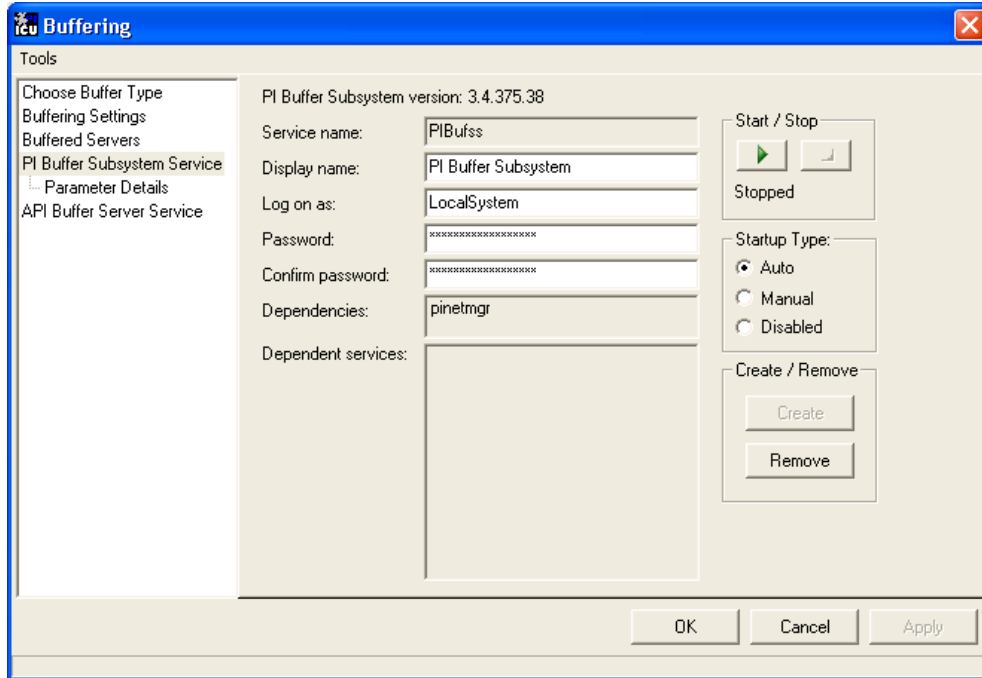 icu Buffering
Tools
Choose Buffer Type
Buffering Settings
Buffered Servers
PI Buffer Subsystem Service
Parameter Details
API Buffer Server Service
PI Buffer Subsystem version: 3.4.375.38
Service name: PIBufss
Display name: PI Buffer Subsystem
Log on as: LocalSystem
Password: ******************
Confirm password: ******************
Dependencies: pinetmgr
Dependent services:
Start / Stop
Stopped
Startup Type:
Auto
Manual
Disabled
Create / Remove
Create
Remove
OK Cancel Apply